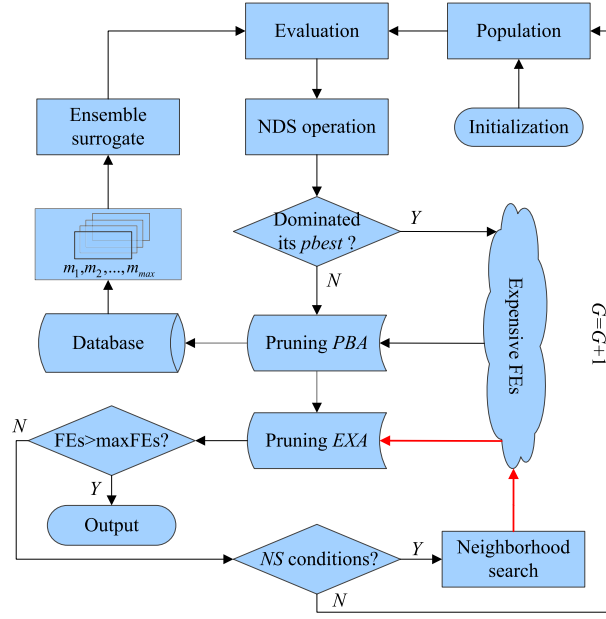 Evaluation
Population
Ensemble
surrogate
NDS operation
Initialization
Dominated
its pbest ?
Y
N
m₁,m₂,...,mₘₐₓ
Expensive FEs
G=G+1
Database
Pruning PBA
N
FEs>maxFEs?
Pruning EXA
Y
Output
NS conditions?
Y
Neighborhood
search
N